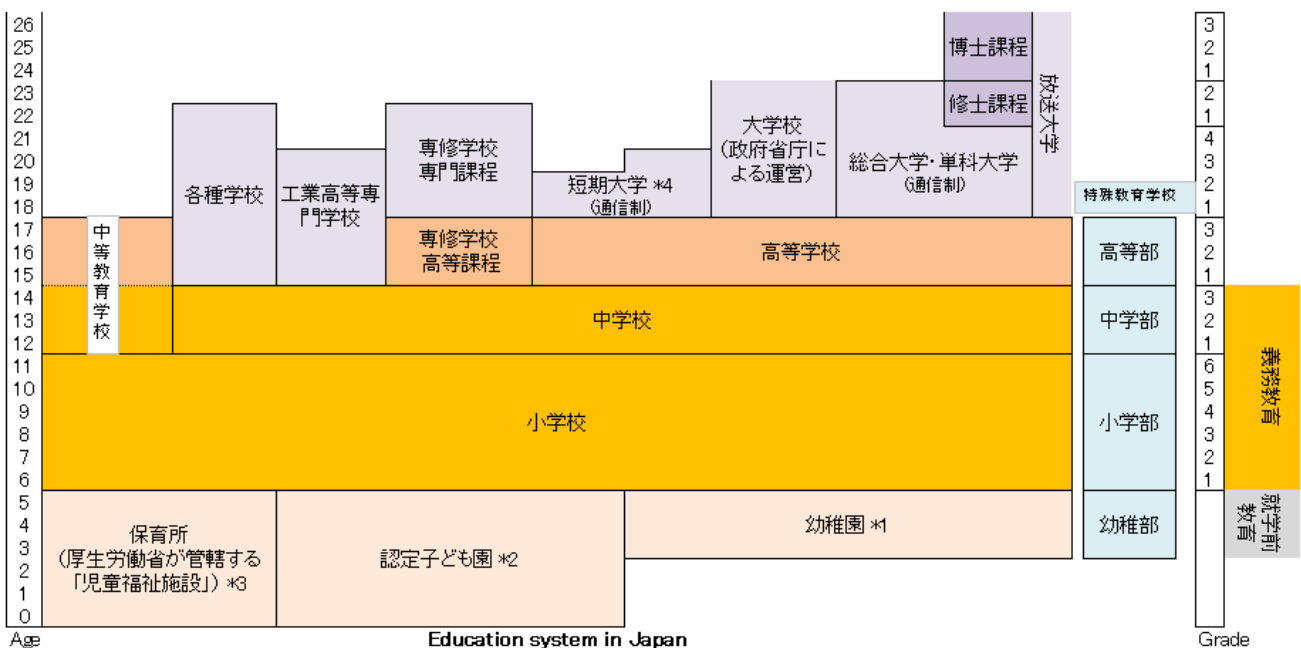 26
25
24
23
22
21
20
19
18
17
16
15
14
13
12
11
10
9
8
7
6
5
4
3
2
1
0
Age
中等教育学校
各種学校
工業高等専
門学校
専修学校
専門課程
専修学校
高等課程
短期大学 *4
(通信制)
大学校
(政府省庁に
よる運営)
総合大学・単科大学
(通信制)
博士課程
修士課程
放送大学
高等学校
中学校
小学校
保育所
(厚生労働省が管轄する
「児童福祉施設」) *3
認定子ども園 *2
幼稚園 *1
特殊教育学校
高等部
中学部
小学部
幼稚部
3
2
1
2
1
4
3
2
1
3
2
1
3
2
1
6
5
4
3
2
1
Grade
義務教育
就学前
教育
Education system in Japan